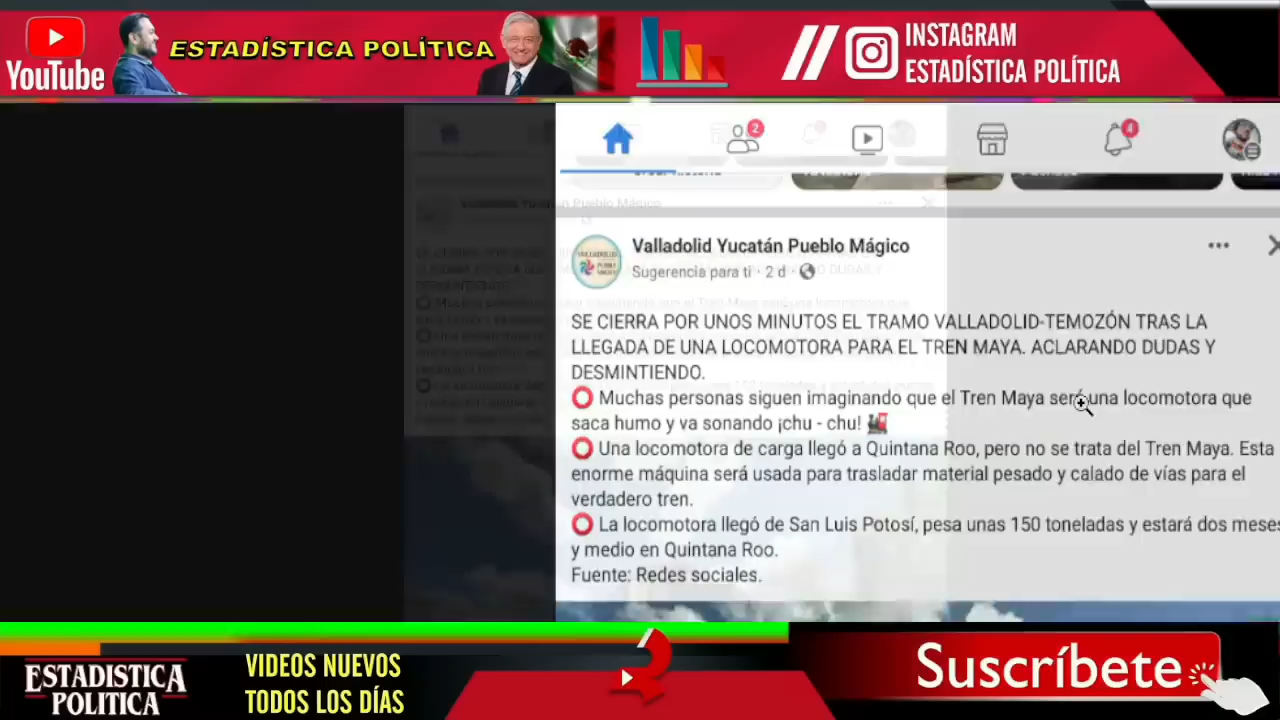 YouTube
ESTADÍSTICA POLÍTICA
INSTAGRAM
ESTADÍSTICA POLÍTICA
2
4
Valladolid Yucatán Pueblo Mágico
Sugerencia para ti · 2 d ·
SE CIERRA POR UNOS MINUTOS EL TRAMO VALLADOLID-TEMOZÓN TRAS LA
LLEGADA DE UNA LOCOMOTORA PARA EL TREN MAYA. ACLARANDO DUDAS Y
DESMINTIENDO.
⭕ Muchas personas siguen imaginando que el Tren Maya será una locomotora que
saca humo y va sonando ¡chu - chu! 🚂
⭕ Una locomotora de carga llegó a Quintana Roo, pero no se trata del Tren Maya. Esta
enorme máquina será usada para trasladar material pesado y calado de vías para el
verdadero tren.
⭕ La locomotora llegó de San Luis Potosí, pesa unas 150 toneladas y estará dos meses
y medio en Quintana Roo.
Fuente: Redes sociales.
ESTADISTICA
POLITICA
VIDEOS NUEVOS
TODOS LOS DÍAS
Suscríbete